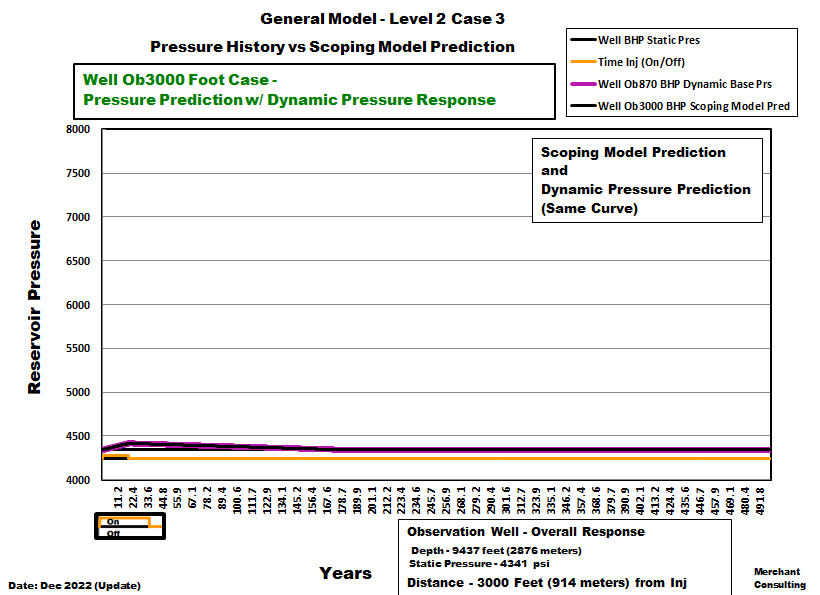 General Model - Level 2 Case 3
Pressure History vs Scoping Model Prediction
Well BHP Static Pres
Time Inj (On/Off)
Well Ob870 BHP Dynamic Base Prs
Well Ob3000 BHP Scoping Model Pred
Well Ob3000 Foot Case -
Pressure Prediction w/ Dynamic Pressure Response
Scoping Model Prediction
and
Dynamic Pressure Prediction
(Same Curve)
Reservoir Pressure
8000
7500
7000
6500
6000
5500
5000
4500
4000
11.2 22.4 33.6 44.8 55.9 67.1 78.2 89.4 100.6 111.7 122.9 134.1 145.2 156.4 167.6 178.7 189.9 201.1 212.2 223.4 234.6 245.7 256.9 268.1 279.2 290.4 301.6 312.7 323.9 335.1 346.2 357.4 368.6 379.7 390.9 402.1 413.2 424.4 435.6 446.7 457.9 469.1 480.4 491.8
On
Off
Years
Observation Well - Overall Response
Depth - 9437 feet (2876 meters)
Static Pressure - 4341 psi
Distance - 3000 Feet (914 meters) from Inj
Date: Dec 2022 (Update)
Merchant
Consulting